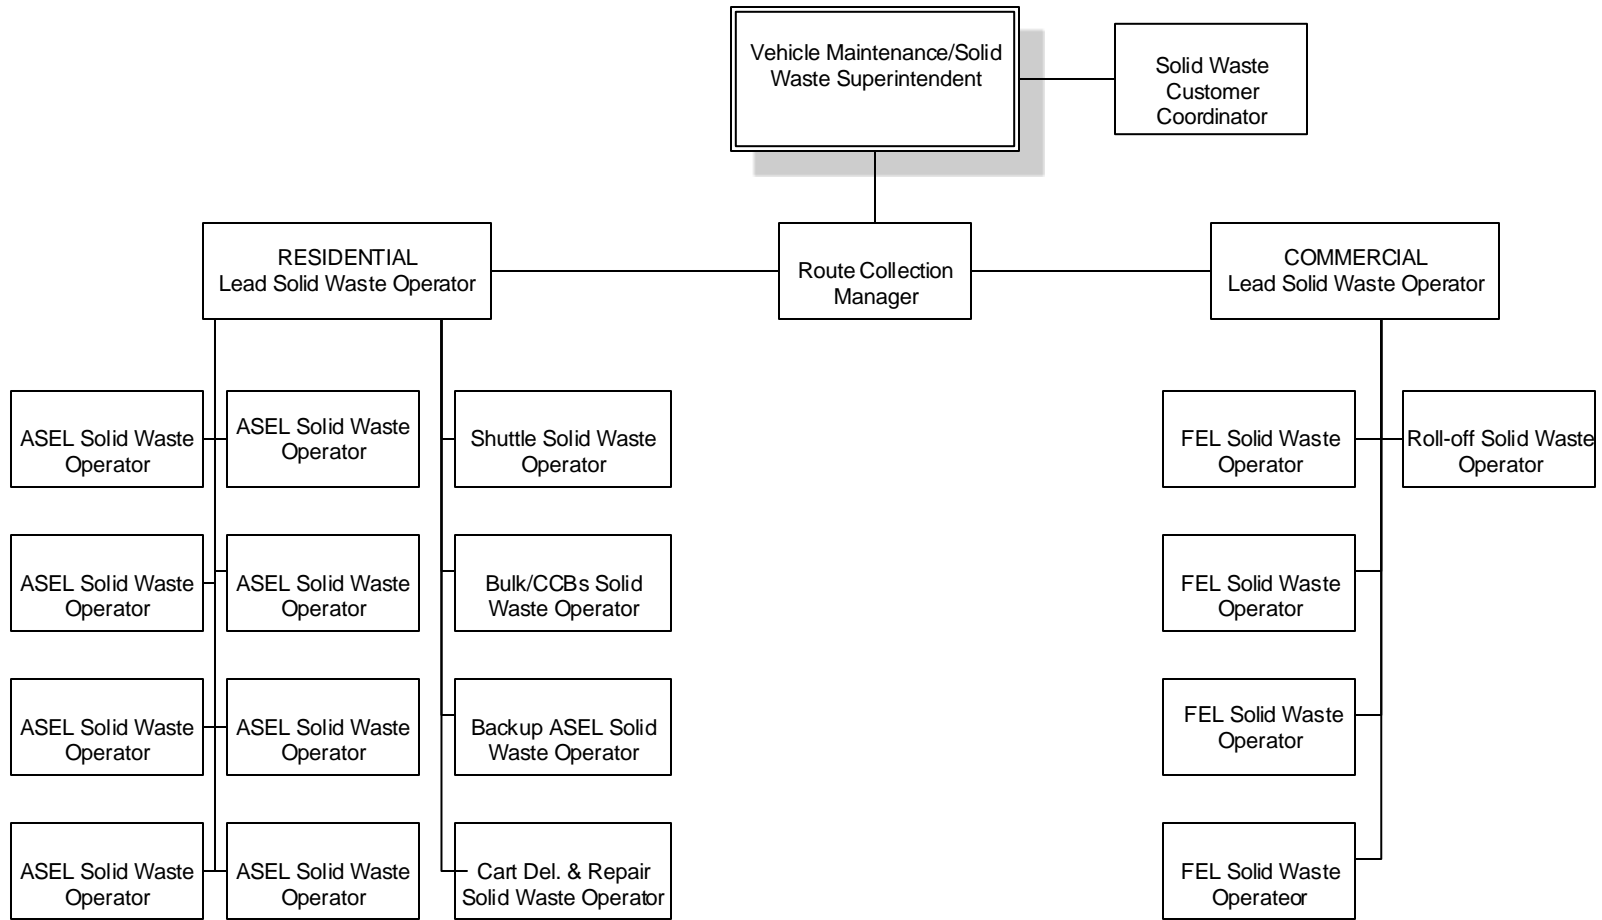 Vehicle Maintenance/Solid
Waste Superintendent
Solid Waste
Customer
Coordinator
RESIDENTIAL
Lead Solid Waste Operator
Route Collection
Manager
COMMERCIAL
Lead Solid Waste Operator
ASEL Solid Waste
Operator
ASEL Solid Waste
Operator
Shuttle Solid Waste
Operator
FEL Solid Waste
Operator
Roll-off Solid Waste
Operator
ASEL Solid Waste
Operator
ASEL Solid Waste
Operator
Bulk/CCBs Solid
Waste Operator
FEL Solid Waste
Operator
ASEL Solid Waste
Operator
ASEL Solid Waste
Operator
Backup ASEL Solid
Waste Operator
FEL Solid Waste
Operator
ASEL Solid Waste
Operator
ASEL Solid Waste
Operator
Cart Del. & Repair
Solid Waste Operator
FEL Solid Waste
Operateor